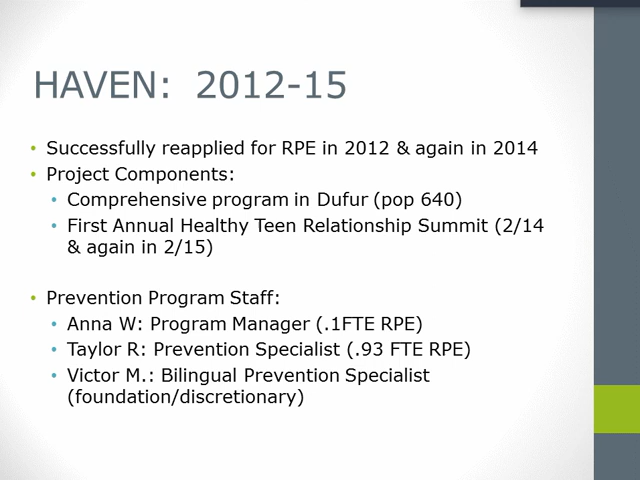 HAVEN: 2012-15
• Successfully reapplied for RPE in 2012 & again in 2014
• Project Components:
• Comprehensive program in Dufur (pop 640)
• First Annual Healthy Teen Relationship Summit (2/14
& again in 2/15)
• Prevention Program Staff:
• Anna W: Program Manager (.1FTE RPE)
• Taylor R: Prevention Specialist (.93 FTE RPE)
• Victor M.: Bilingual Prevention Specialist
(foundation/discretionary)